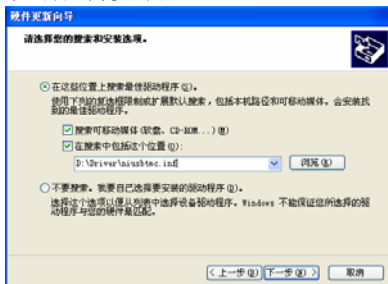 硬件更新向导
请选择您的搜索和安装选项。
在这些位置上搜索最佳驱动程序(S)。
使用下列的复选框限制或扩展默认搜索，包括本机路径和可移动媒体。会安装找
到的最佳驱动程序。
搜索可移动媒体(软盘、CD-ROM...)(M)
在搜索中包括这个位置(O):
D:\Driver\niusbtmc.inf
浏览(R)
不要搜索。我要自己选择要安装的驱动程序(D)。
选择这个选项以便从列表中选择设备驱动程序。Windows 不能保证您所选择的驱
动程序与您的硬件最匹配。
< 上一步(B) 下一步(N) > 取消